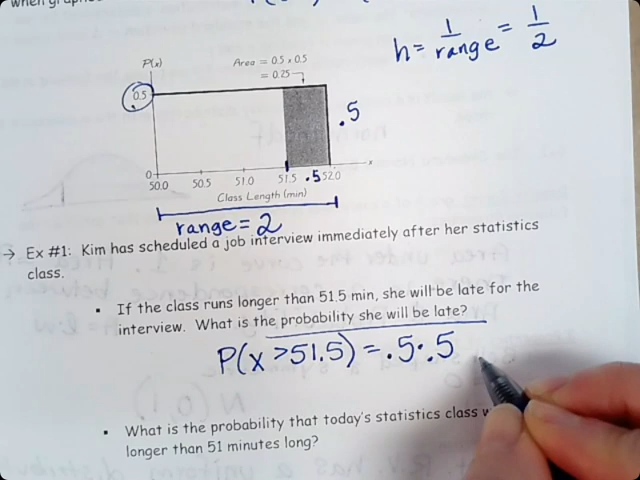 h = 1/range = 1/2
P(x)
Area = 0.5 x 0.5
= 0.25
0.5
.5
0
50.0 50.5 51.0 51.5 .5 52.0
x
Class Length (min)
range = 2
→ Ex #1: Kim has scheduled a job interview immediately after her statistics
class.
• If the class runs longer than 51.5 min, she will be late for the
interview. What is the probability she will be late?
P(x > 51.5) = .5 · .5
• What is the probability that today's statistics class
longer than 51 minutes long?